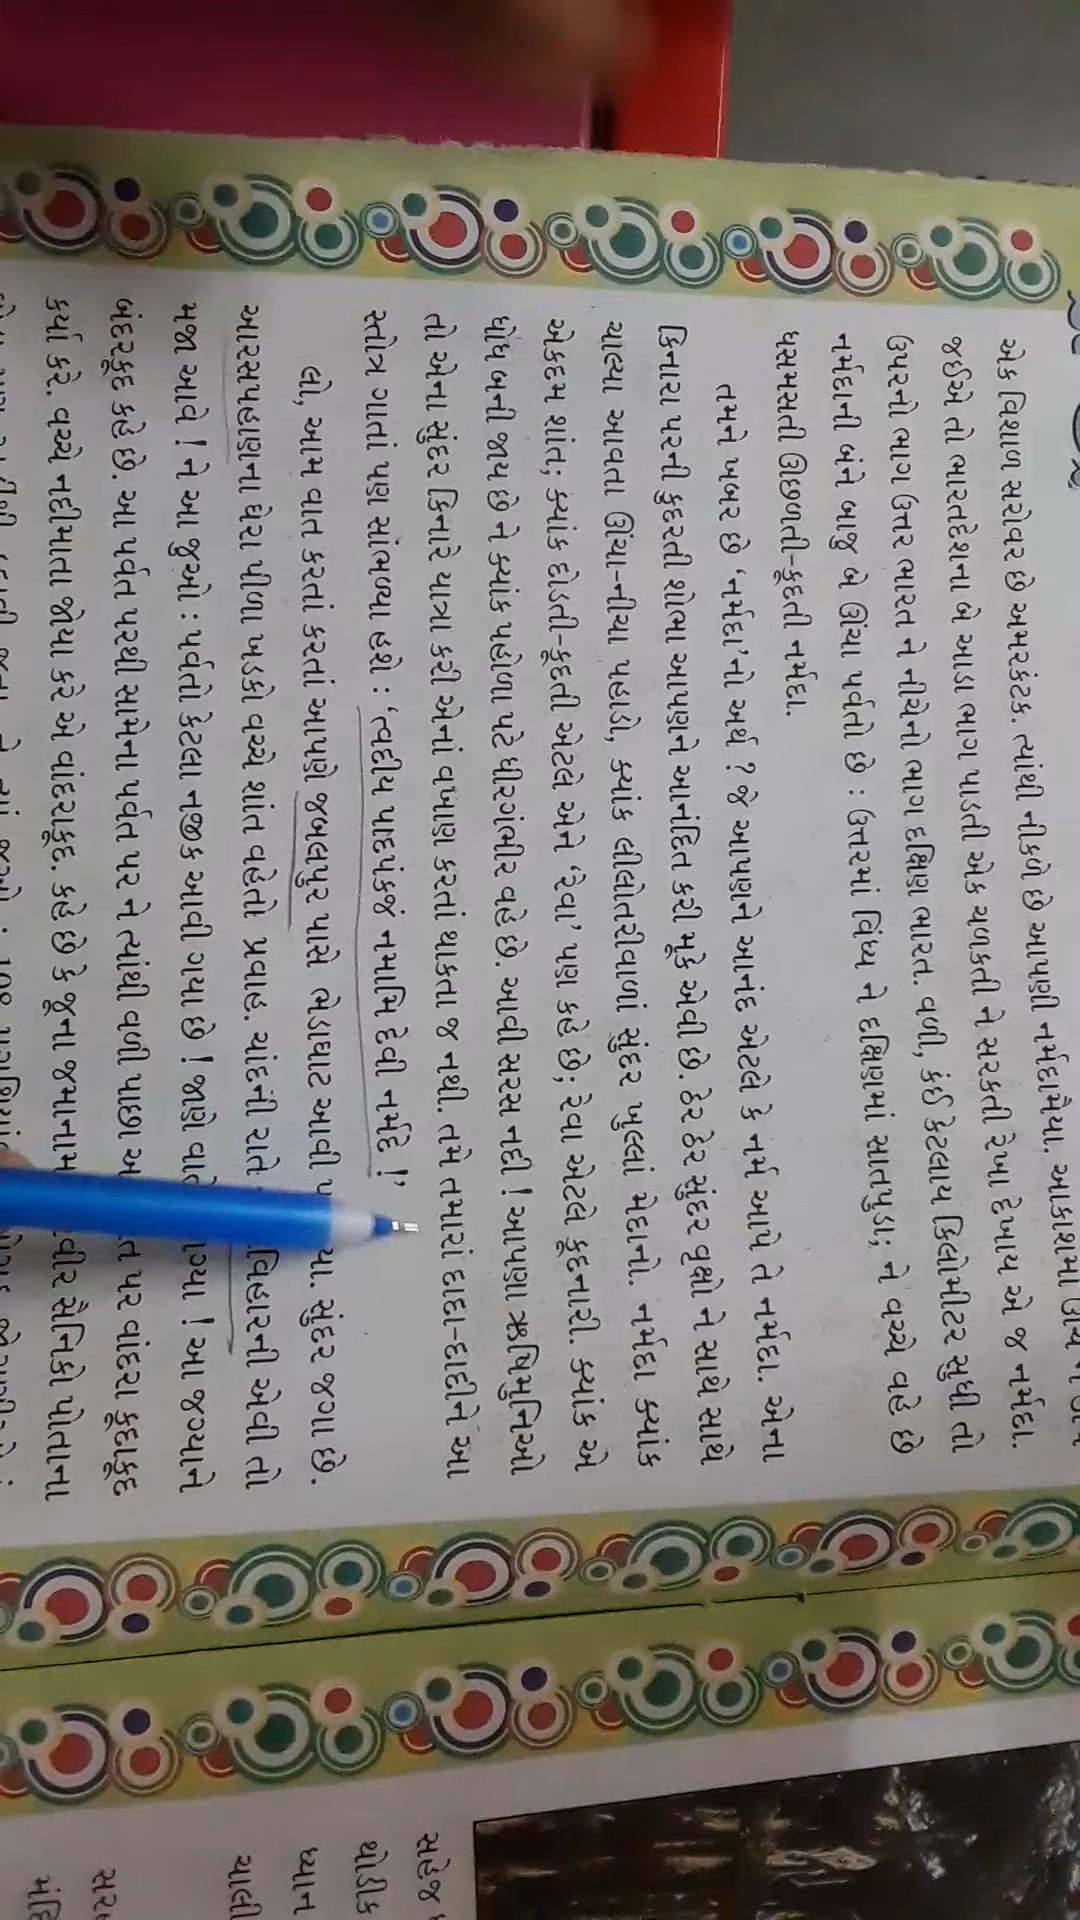 એક વિશાળ સરોવર છે અમરકંટક. ત્યાંથી નીકળે છે આપણી નર્મદામૈયા. આકાશમાં
જઈએ તો ભારતદેશના બે આડા ભાગ પાડતી એક ચળકતી ને સરકતી રેખા દેખાય એ જ નર્મદા.
ઉપરનો ભાગ ઉત્તર ભારત ને નીચેનો ભાગ દક્ષિણ ભારત. વળી, કંઈ કેટલાય કિલોમીટર સુધી તો
નર્મદાની બંને બાજુ બે ઊંચા પર્વતો છે : ઉત્તરમાં વિંધ્ય ને દક્ષિણમાં સાતપુડા; ને વચ્ચે વહે છે
ધસમસતી ઊછળતી-કૂદતી નર્મદા.
તમને ખબર છે ‘નર્મદા’નો અર્થ ? જે આપણને આનંદ એટલે કે નર્મ આપે તે નર્મદા. એના
કિનારા પરની કુદરતી શોભા આપણને આનંદિત કરી મૂકે એવી છે. ઠેર ઠેર સુંદર વૃક્ષો ને સાથે સાથે
ચાલ્યા આવતા ઊંચા-નીચા પહાડો, ક્યાંક લીલોતરીવાળાં સુંદર ખુલ્લાં મેદાનો. નર્મદા ક્યાંક
એકદમ શાંત; ક્યાંક દોડતી-કૂદતી એટલે એને ‘રેવા’ પણ કહે છે; રેવા એટલે કૂદનારી. ક્યાંક એ
ધોધ બની જાય છે ને ક્યાંક પહોળા પટે ધીરગંભીર વહે છે. આવી સરસ નદી ! આપણા ઋષિમુનિઓ
તો એના સુંદર કિનારે યાત્રા કરી એનાં વખાણ કરતાં થાકતા જ નથી. તમે તમારાં દાદા-દાદીને આ
સ્તોત્ર ગાતાં પણ સાંભળ્યા હશે : ‘ત્વદીય પાદપંકજં નમામિ દેવી નર્મદે !’
લો, આમ વાત કરતાં કરતાં આપણે જબલપુર પાસે ભેડાઘાટ આવી સુંદર જગા છે.
આરસપહાણના ઘેરા પીળા ખડકો વચ્ચે શાંત વહેતો પ્રવાહ. ચાંદની રાતે વિહારની એવી તો
મજા આવે ! ને આ જુઓ : પર્વતો કેટલા નજીક આવી ગયા છે ! જાણે ! આ જગ્યાને
બંદરકૂદ કહે છે. આ પર્વત પરથી સામેના પર્વત પર ને ત્યાંથી વળી પાછા પર વાંદરા કૂદાકૂદ
કર્યા કરે. વચ્ચે નદીમાતા જોયા કરે એ વાંદરાકૂદ. કહે છે કે જૂના જમાનામાં વીર સૈનિકો પોતાના
સહેજ
થોડીક
ધ્યાન
ચાલી